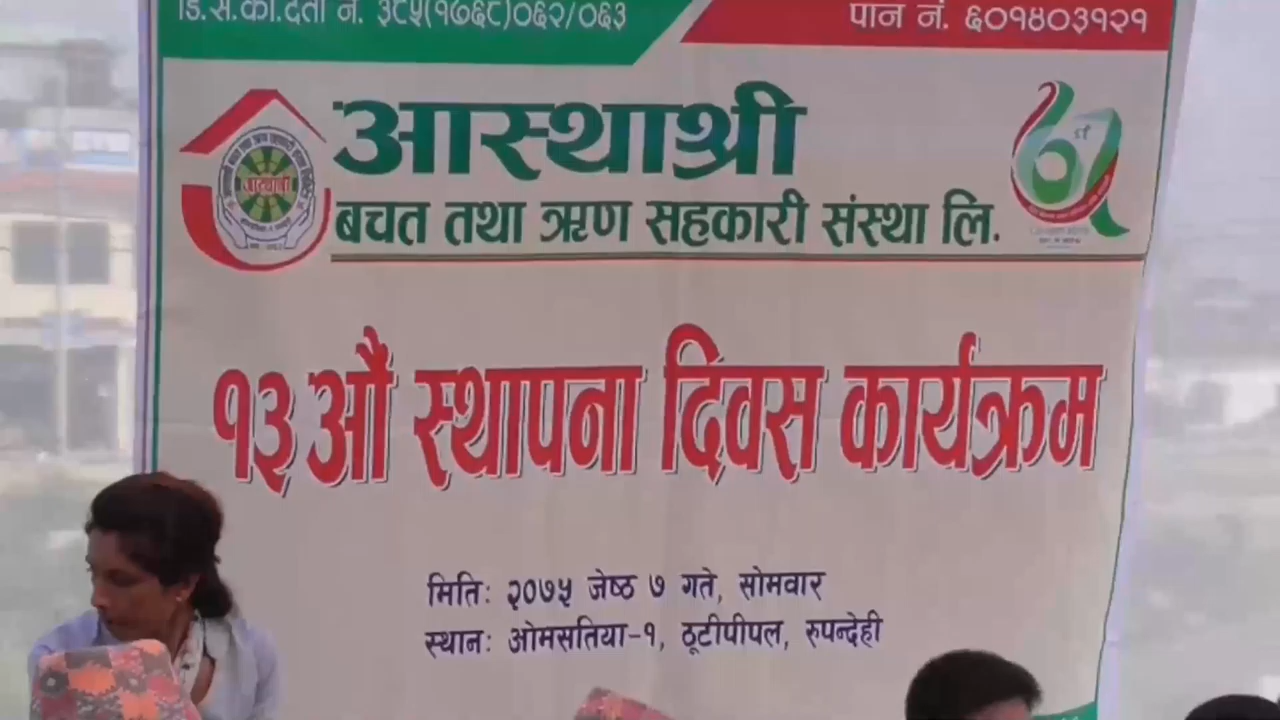 डि.स.का.दर्ता नं. ३८५(१७६८)०६२/०६३
पान नं. ६०१४०३१२१
आस्थाश्री
बचत तथा ऋण सहकारी संस्था लि.
आस्थाश्री
१३ औं स्थापना दिवस कार्यक्रम
मितिः २०७५ जेष्ठ ७ गते, सोमवार
स्थानः ओमसतिया-१, ठूटीपीपल, रुपन्देही